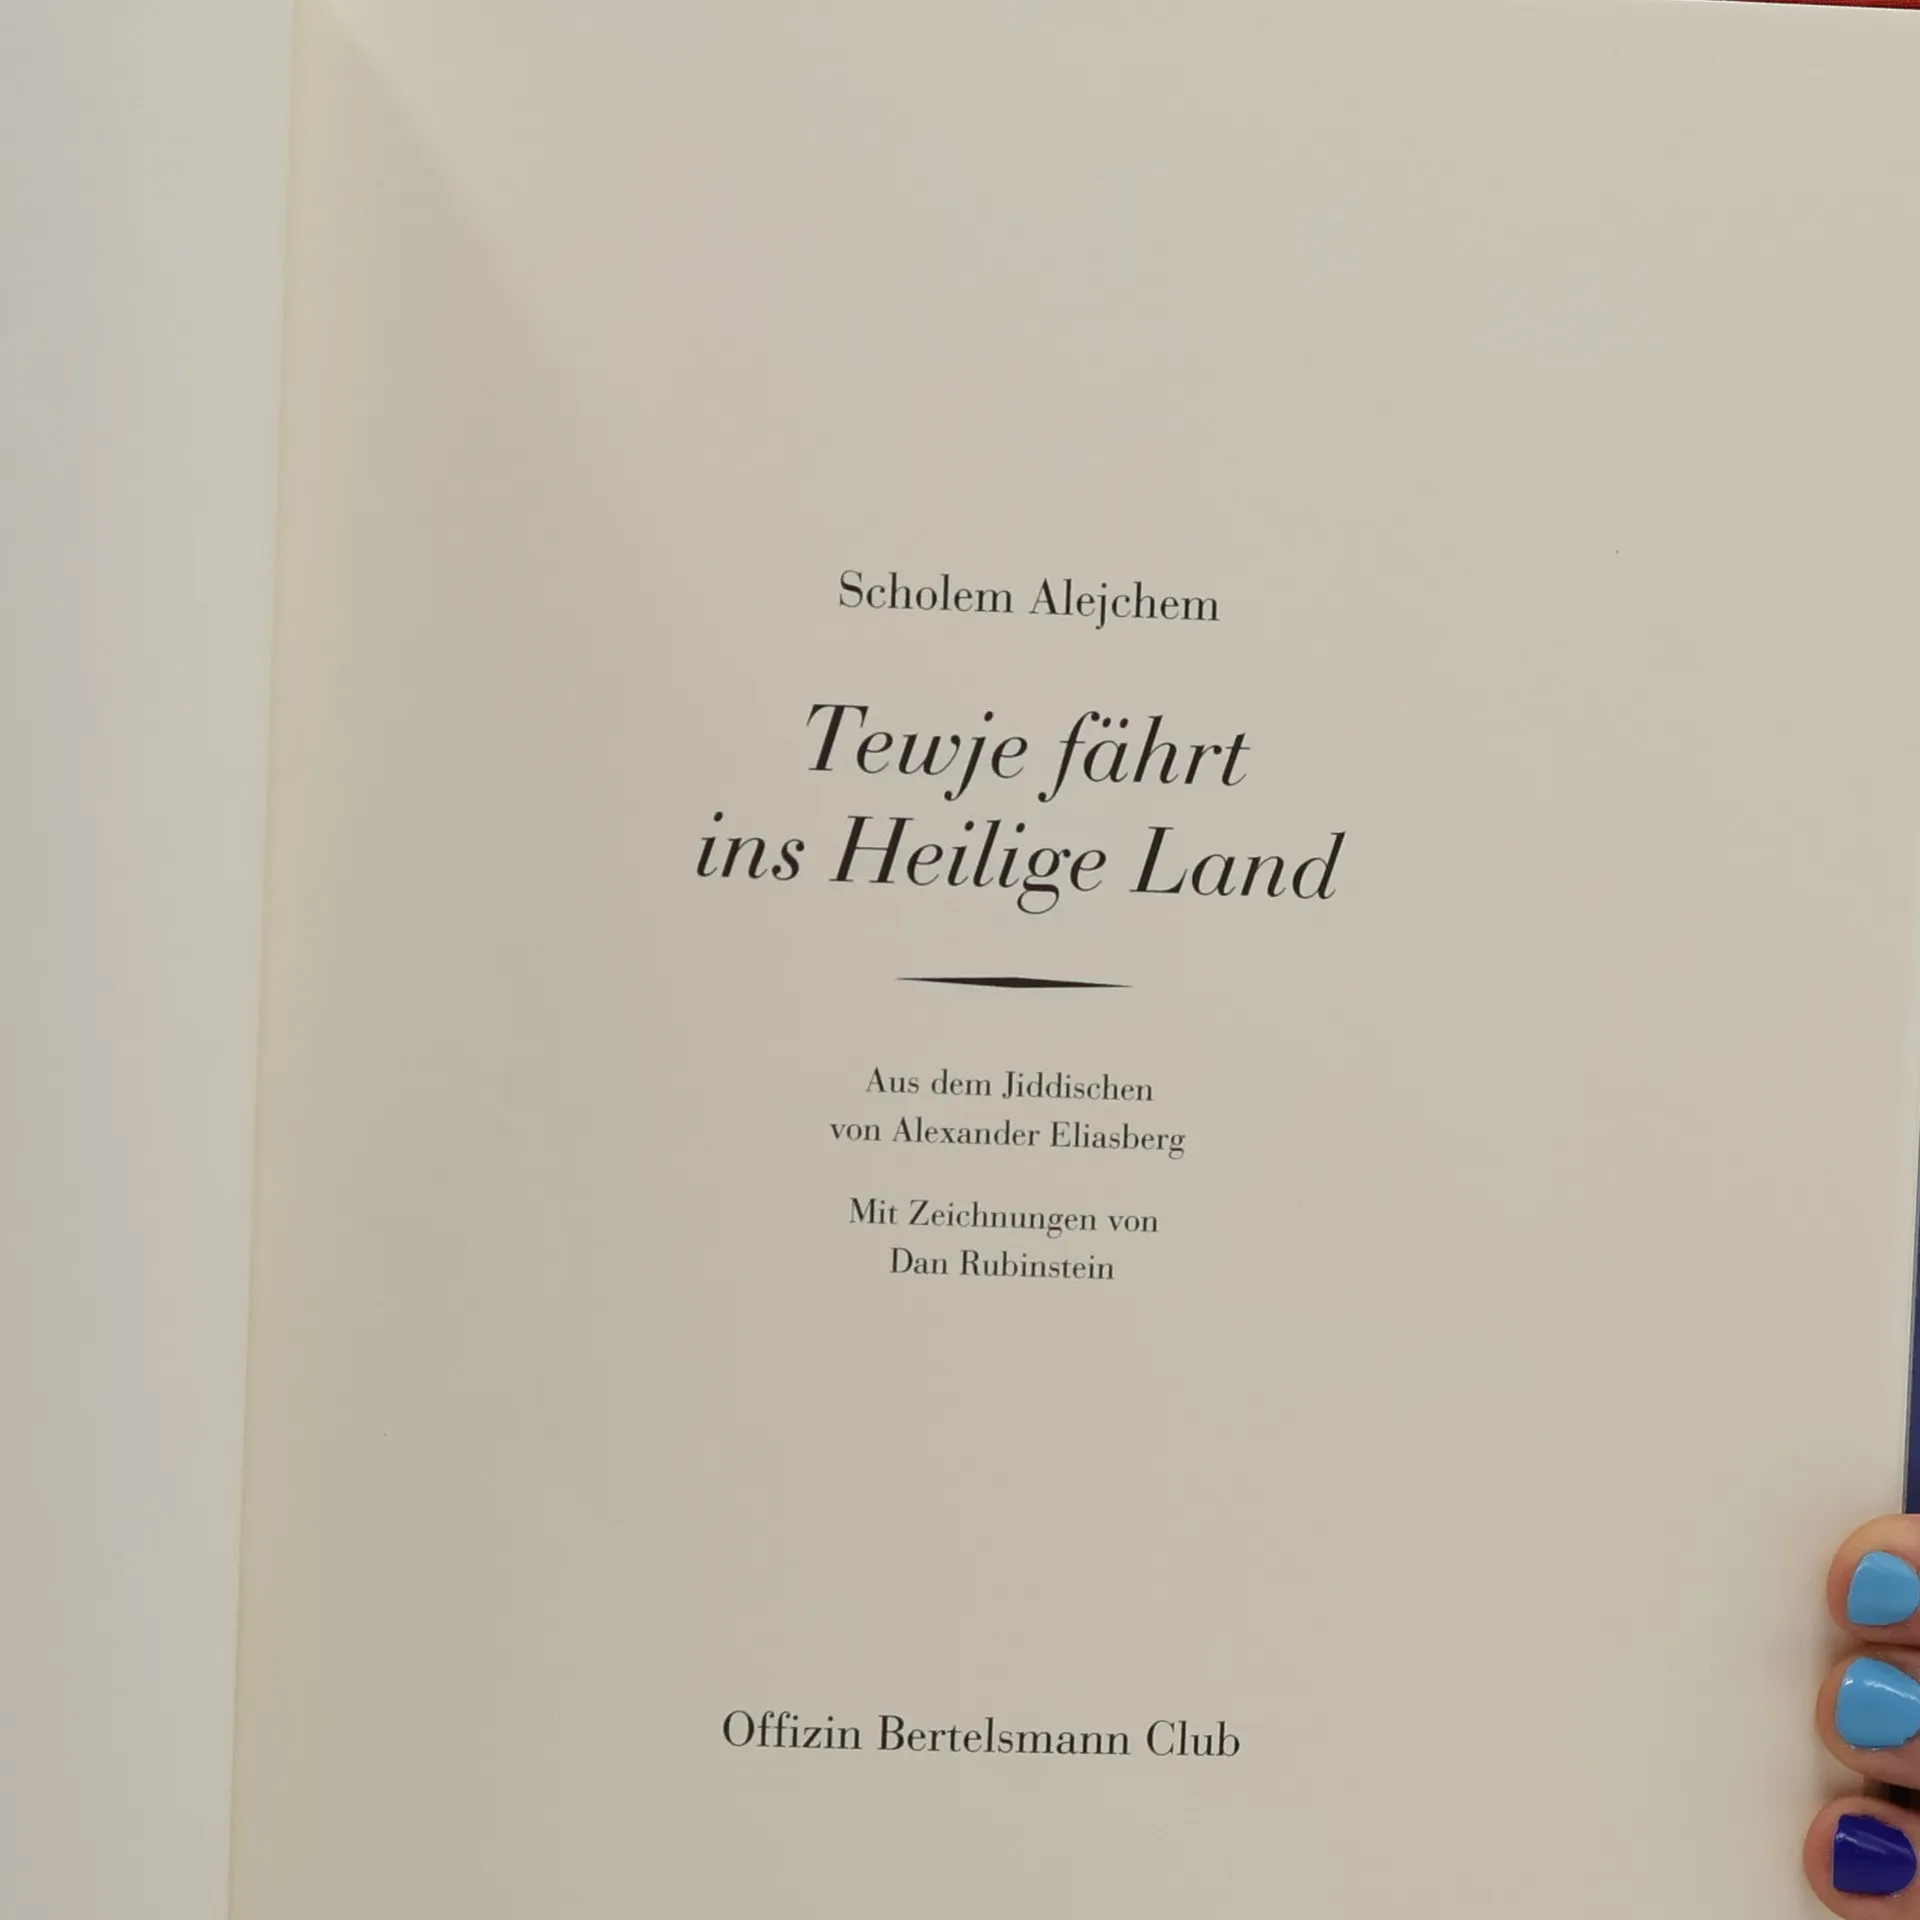 Scholem Alejchem
Tewje fährt
ins Heilige Land
Aus dem Jiddischen
von Alexander Eliasberg
Mit Zeichnungen von
Dan Rubinstein
Offizin Bertelsmann Club